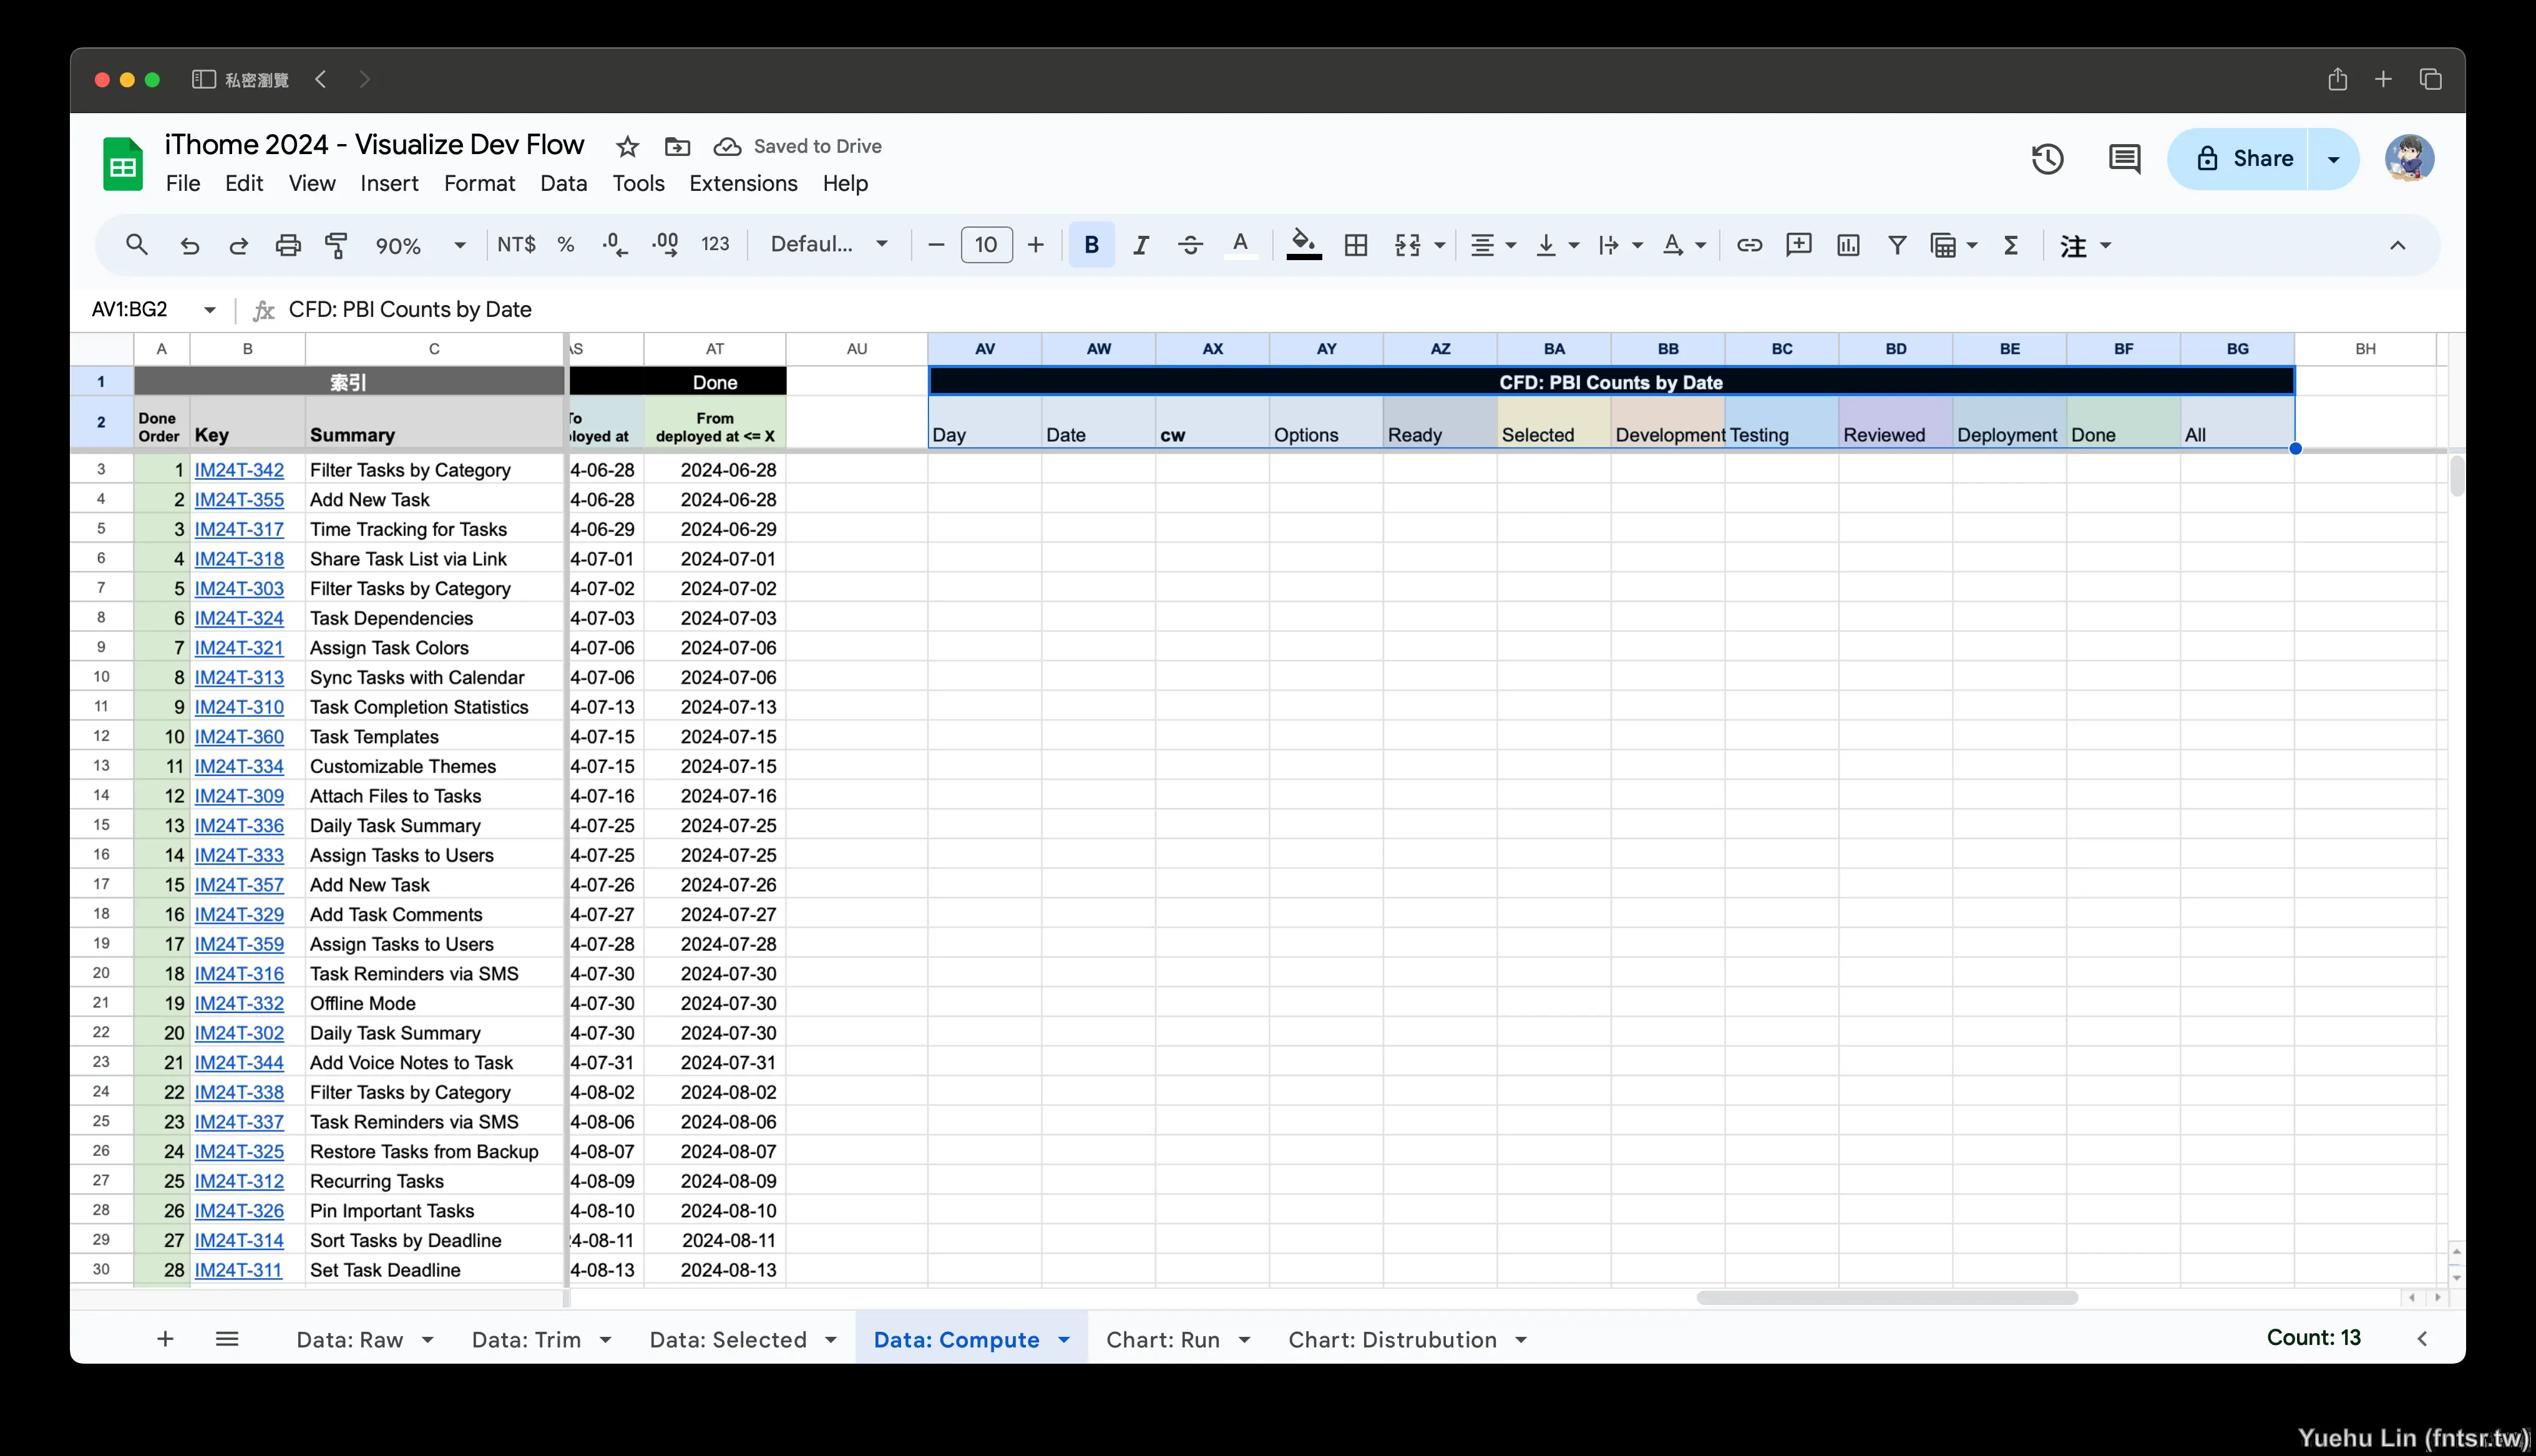 私密瀏覽
iThome 2024 - Visualize Dev Flow
Saved to Drive
File Edit View Insert Format Data Tools Extensions Help
Share
90% NT$ % .0 .00 123 Defaul... 10 B I A 注
AV1:BG2 fx CFD: PBI Counts by Date
A B C AS AT AU AV AW AX AY AZ BA BB BC BD BE BF BG BH
1 索引 Done CFD: PBI Counts by Date
2 Done Order Key Summary To ployed at From deployed at <= X Day Date cw Options Ready Selected Development Testing Reviewed Deployment Done All
3 1 IM24T-342 Filter Tasks by Category 4-06-28 2024-06-28
4 2 IM24T-355 Add New Task 4-06-28 2024-06-28
5 3 IM24T-317 Time Tracking for Tasks 4-06-29 2024-06-29
6 4 IM24T-318 Share Task List via Link 4-07-01 2024-07-01
7 5 IM24T-303 Filter Tasks by Category 4-07-02 2024-07-02
8 6 IM24T-324 Task Dependencies 4-07-03 2024-07-03
9 7 IM24T-321 Assign Task Colors 4-07-06 2024-07-06
10 8 IM24T-313 Sync Tasks with Calendar 4-07-06 2024-07-06
11 9 IM24T-310 Task Completion Statistics 4-07-13 2024-07-13
12 10 IM24T-360 Task Templates 4-07-15 2024-07-15
13 11 IM24T-334 Customizable Themes 4-07-15 2024-07-15
14 12 IM24T-309 Attach Files to Tasks 4-07-16 2024-07-16
15 13 IM24T-336 Daily Task Summary 4-07-25 2024-07-25
16 14 IM24T-333 Assign Tasks to Users 4-07-25 2024-07-25
17 15 IM24T-357 Add New Task 4-07-26 2024-07-26
18 16 IM24T-329 Add Task Comments 4-07-27 2024-07-27
19 17 IM24T-359 Assign Tasks to Users 4-07-28 2024-07-28
20 18 IM24T-316 Task Reminders via SMS 4-07-30 2024-07-30
21 19 IM24T-332 Offline Mode 4-07-30 2024-07-30
22 20 IM24T-302 Daily Task Summary 4-07-30 2024-07-30
23 21 IM24T-344 Add Voice Notes to Task 4-07-31 2024-07-31
24 22 IM24T-338 Filter Tasks by Category 4-08-02 2024-08-02
25 23 IM24T-337 Task Reminders via SMS 4-08-06 2024-08-06
26 24 IM24T-325 Restore Tasks from Backup 4-08-07 2024-08-07
27 25 IM24T-312 Recurring Tasks 4-08-09 2024-08-09
28 26 IM24T-326 Pin Important Tasks 4-08-10 2024-08-10
29 27 IM24T-314 Sort Tasks by Deadline 24-08-11 2024-08-11
30 28 IM24T-311 Set Task Deadline 4-08-13 2024-08-13
Data: Raw Data: Trim Data: Selected Data: Compute Chart: Run Chart: Distrubution Count: 13
Yuehu Lin (fntsr.tw)